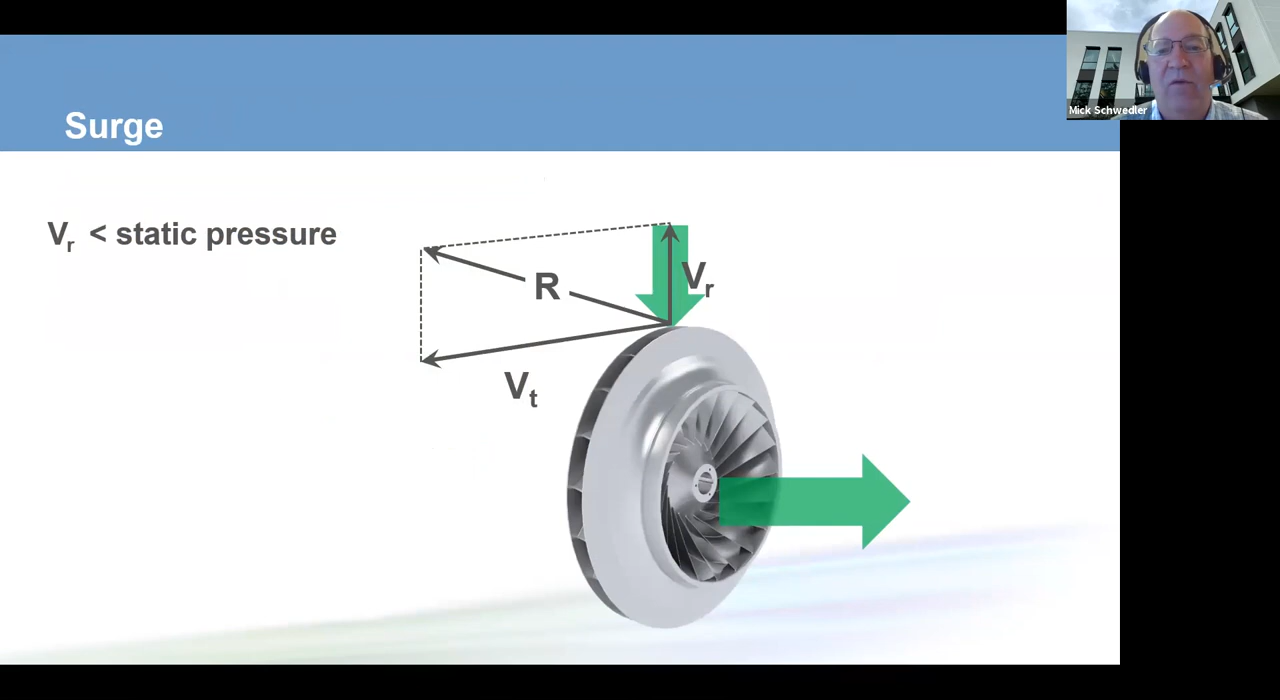 Mick Schwedler
Surge
Vr < static pressure
R
Vr
Vt